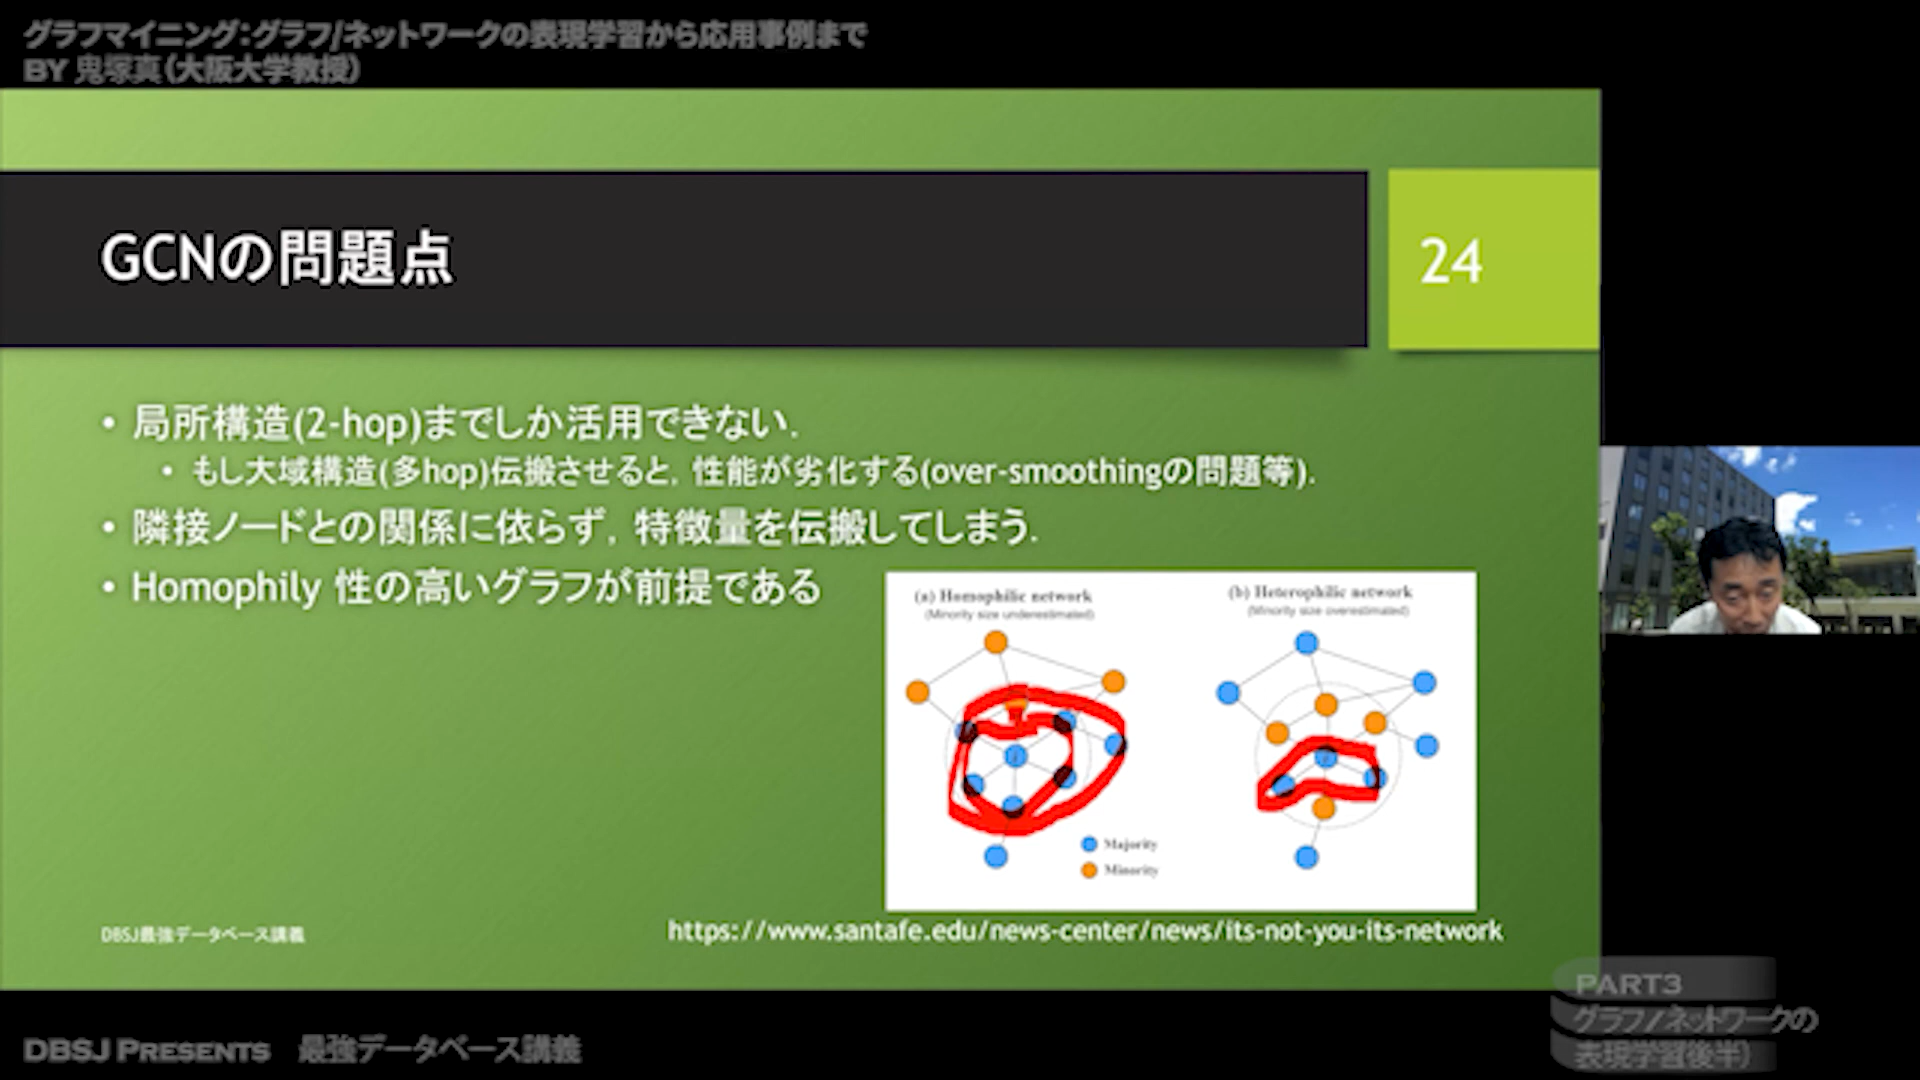 グラフマイニング:グラフ/ネットワークの表現学習から応用事例まで
BY 鬼塚真(大阪大学教授)
GCNの問題点
24
• 局所構造(2-hop)までしか活用できない.
• もし大域構造(多hop)伝搬させると, 性能が劣化する(over-smoothingの問題等).
• 隣接ノードとの関係に依らず, 特徴量を伝搬してしまう.
• Homophily 性の高いグラフが前提である
(a) Homophilic network
(Minority size underestimated)
(b) Heterophilic network
(Minority size overestimated)
Majority
Minority
https://www.santafe.edu/news-center/news/its-not-you-its-network
DBSJ最強データベース講義
PART3
グラフ/ネットワークの
表現学習(後半)
DBSJ PRESENTS 最強データベース講義